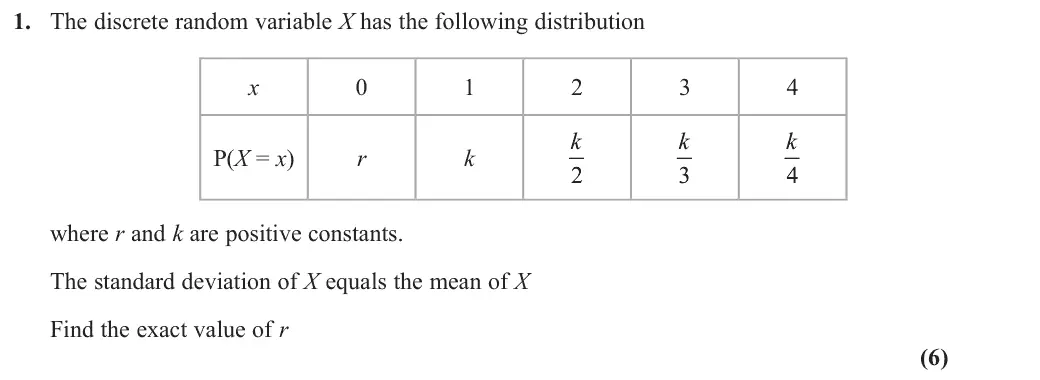 1. The discrete random variable X has the following distribution
x 0 1 2 3 4
P(X = x) r k k/2 k/3 k/4
where r and k are positive constants.
The standard deviation of X equals the mean of X
Find the exact value of r
(6)